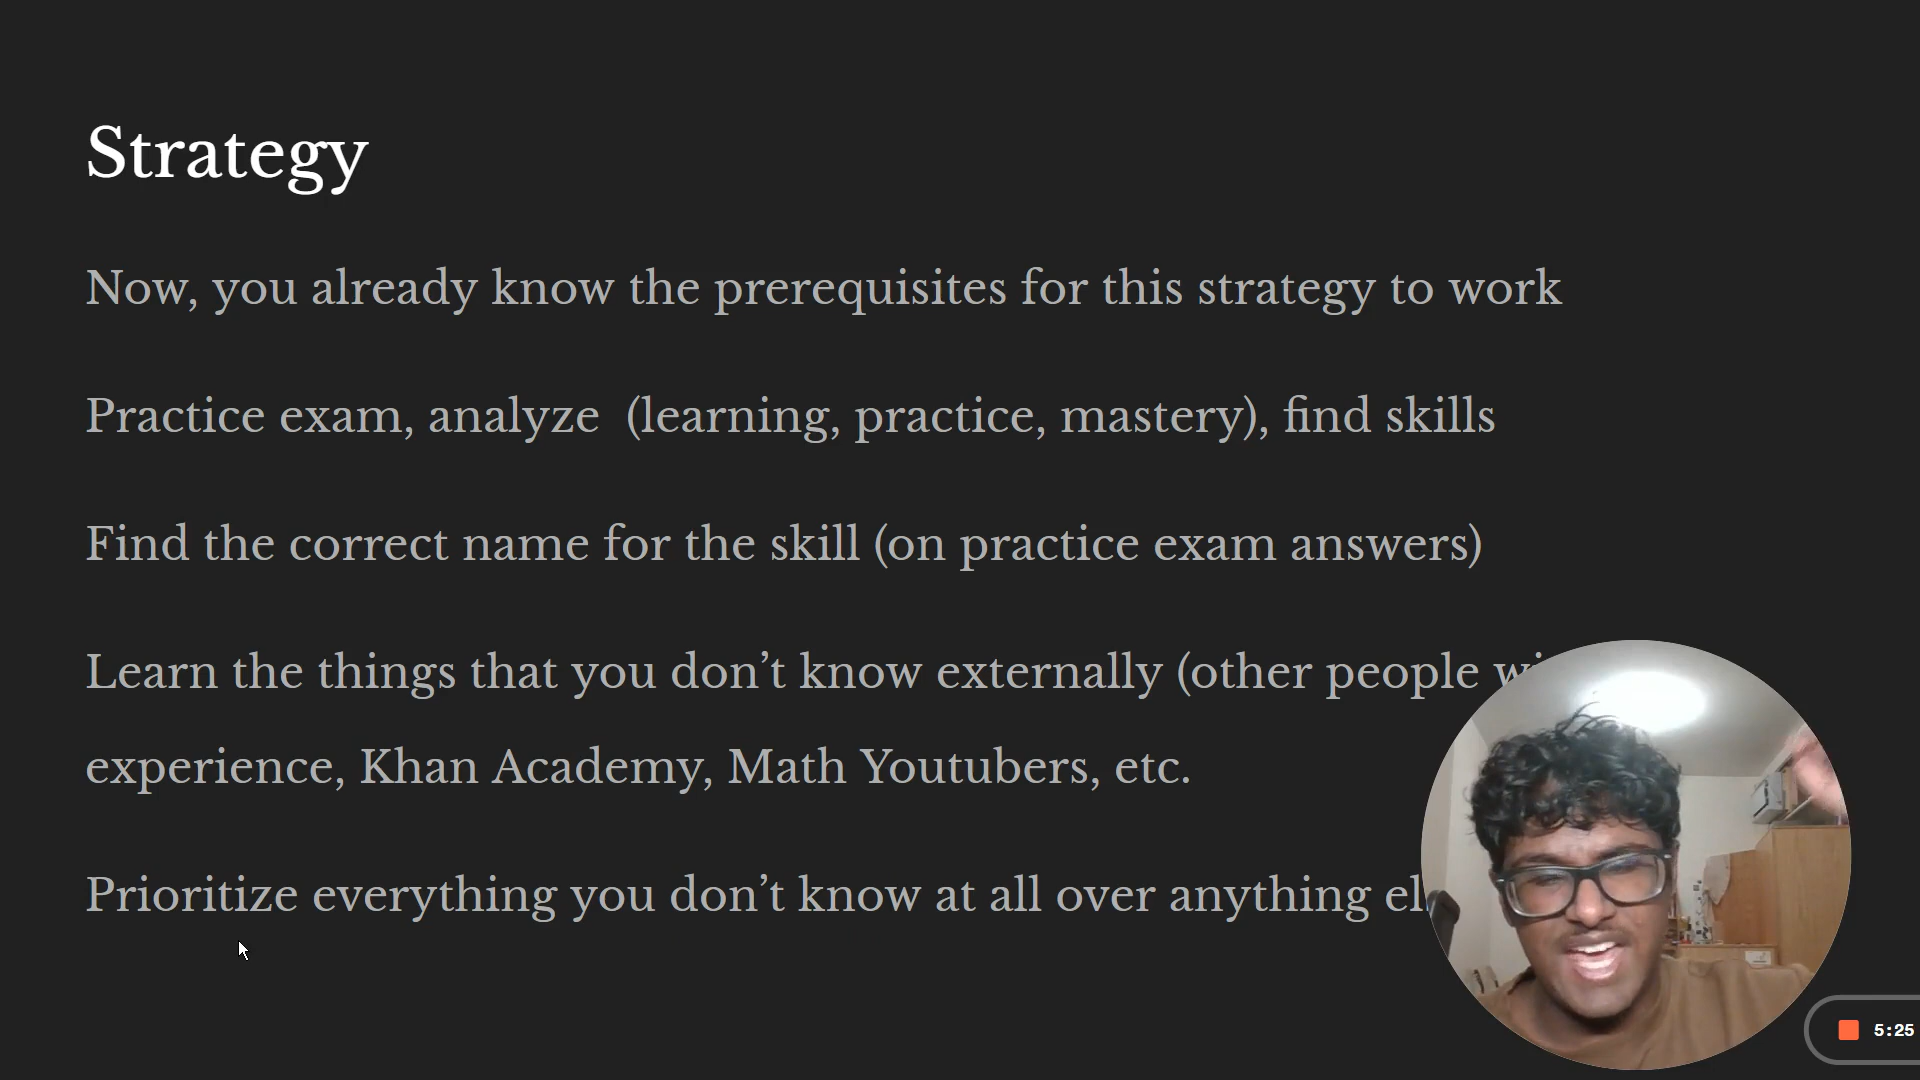 Strategy
Now, you already know the prerequisites for this strategy to work
Practice exam, analyze  (learning, practice, mastery), find skills
Find the correct name for the skill (on practice exam answers)
Learn the things that you don’t know externally (other people
experience, Khan Academy, Math Youtubers, etc.
Prioritize everything you don’t know at all over anything
5:25